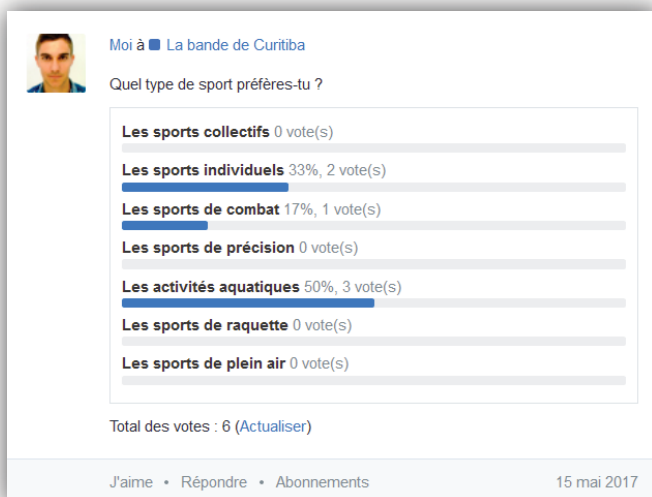 Moi à La bande de Curitiba
Quel type de sport préfères-tu ?
Les sports collectifs 0 vote(s)
Les sports individuels 33%, 2 vote(s)
Les sports de combat 17%, 1 vote(s)
Les sports de précision 0 vote(s)
Les activités aquatiques 50%, 3 vote(s)
Les sports de raquette 0 vote(s)
Les sports de plein air 0 vote(s)
Total des votes : 6 (Actualiser)
J'aime • Répondre • Abonnements 15 mai 2017